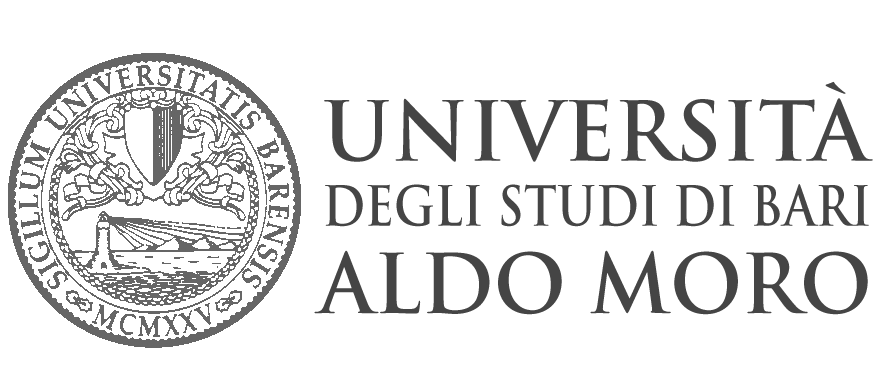 SIGILLUM UNIVERSITATIS BARENSIS
MCMXXV
UNIVERSITÀ
DEGLI STUDI DI BARI
ALDO MORO